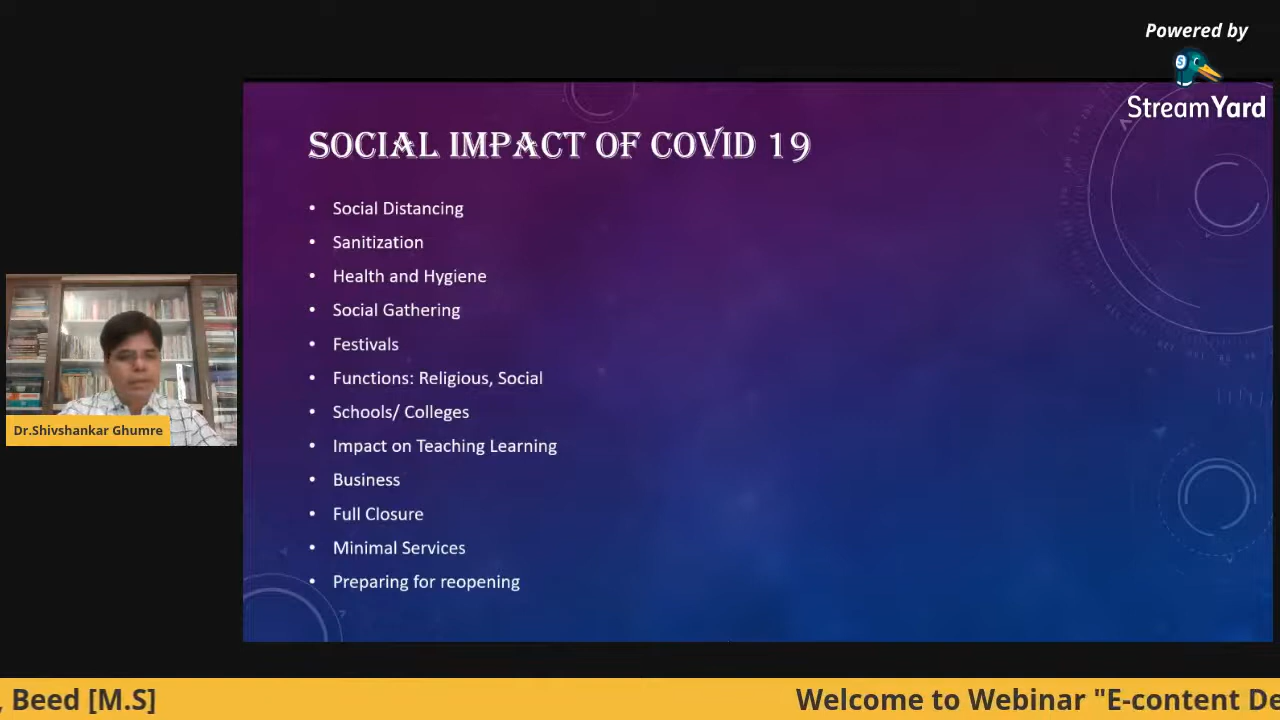 Powered by
StreamYard
SOCIAL IMPACT OF COVID 19
• Social Distancing
• Sanitization
• Health and Hygiene
• Social Gathering
• Festivals
• Functions: Religious, Social
• Schools/ Colleges
• Impact on Teaching Learning
• Business
• Full Closure
• Minimal Services
• Preparing for reopening
Dr.Shivshankar Ghumre
, Beed [M.S] Welcome to Webinar "E-content De